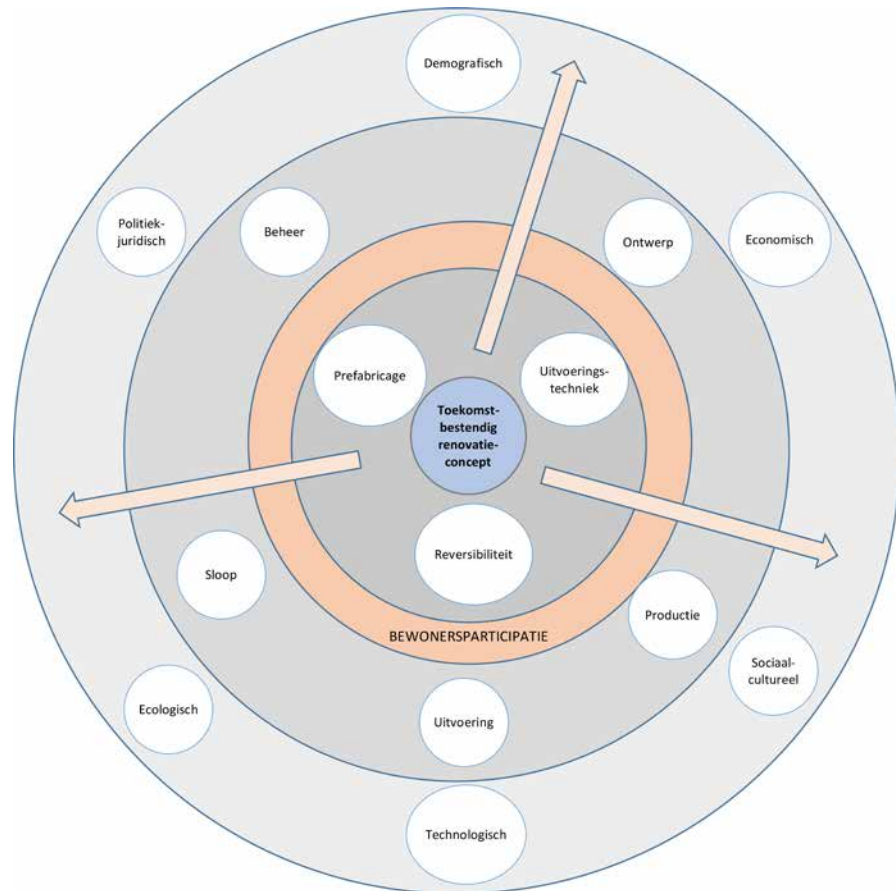 Demografisch
Politiek-
juridisch
Beheer
Ontwerp
Economisch
Prefabricage
Uitvoerings-
techniek
Toekomst-
bestendig
renovatie-
concept
Reversibiliteit
Sloop
Productie
BEWONERSPARTICIPATIE
Sociaal-
cultureel
Ecologisch
Uitvoering
Technologisch